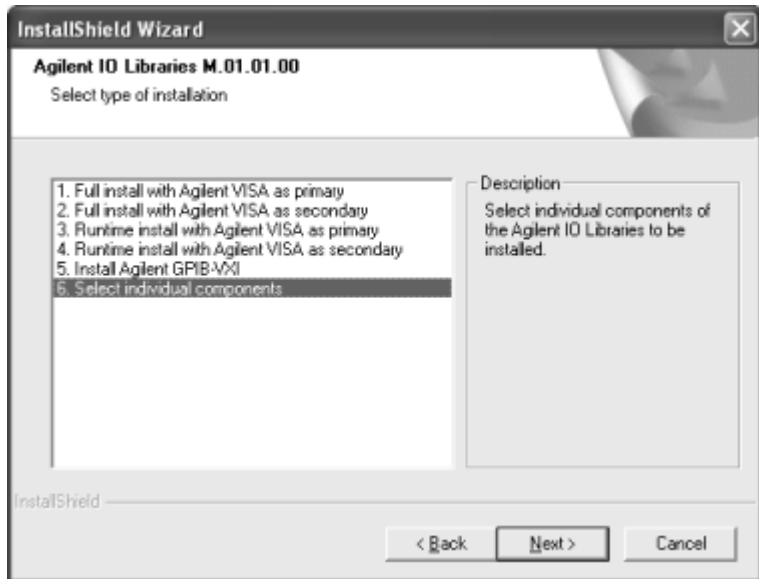 InstallShield Wizard
Agilent IO Libraries M.01.01.00
Select type of installation
1. Full install with Agilent VISA as primary
2. Full install with Agilent VISA as secondary
3. Runtime install with Agilent VISA as primary
4. Runtime install with Agilent VISA as secondary
5. Install Agilent GPIB-VXI
6. Select individual components
Description
Select individual components of
the Agilent IO Libraries to be
installed.
InstallShield
< Back
Next >
Cancel